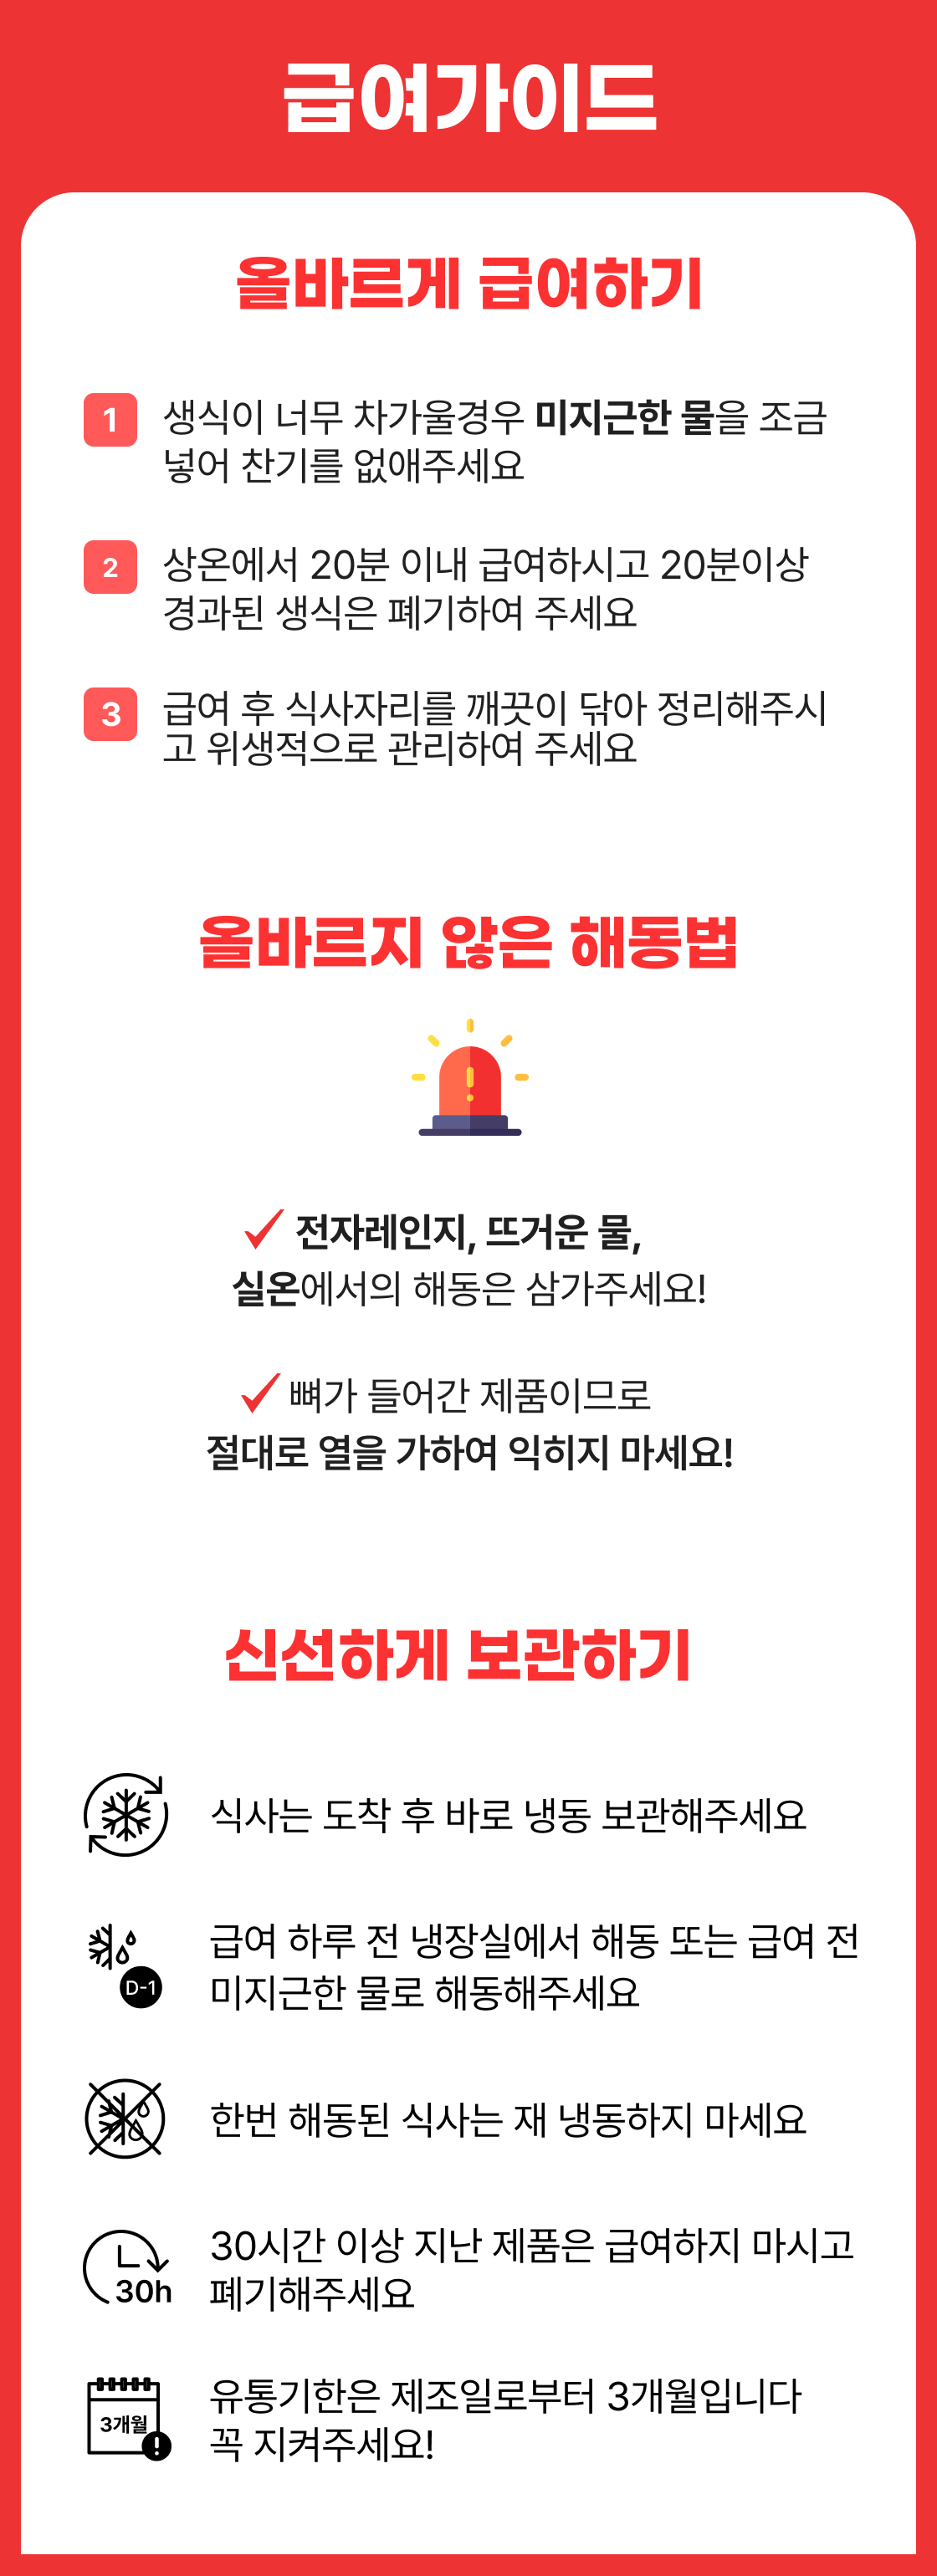 급여가이드
올바르게 급여하기
1
생식이 너무 차가울경우 미지근한 물을 조금
넣어 찬기를 없애주세요
2
상온에서 20분 이내 급여하시고 20분이상
경과된 생식은 폐기하여 주세요
3
급여 후 식사자리를 깨끗이 닦아 정리해주시
고 위생적으로 관리하여 주세요
올바르지 않은 해동법
전자레인지, 뜨거운 물,
실온에서의 해동은 삼가주세요!
뼈가 들어간 제품이므로
절대로 열을 가하여 익히지 마세요!
신선하게 보관하기
식사는 도착 후 바로 냉동 보관해주세요
급여 하루 전 냉장실에서 해동 또는 급여 전
D-1
미지근한 물로 해동해주세요
한번 해동된 식사는 재 냉동하지 마세요
30시간 이상 지난 제품은 급여하지 마시고
30h
폐기해주세요
유통기한은 제조일로부터 3개월입니다
3개월
꼭 지켜주세요!